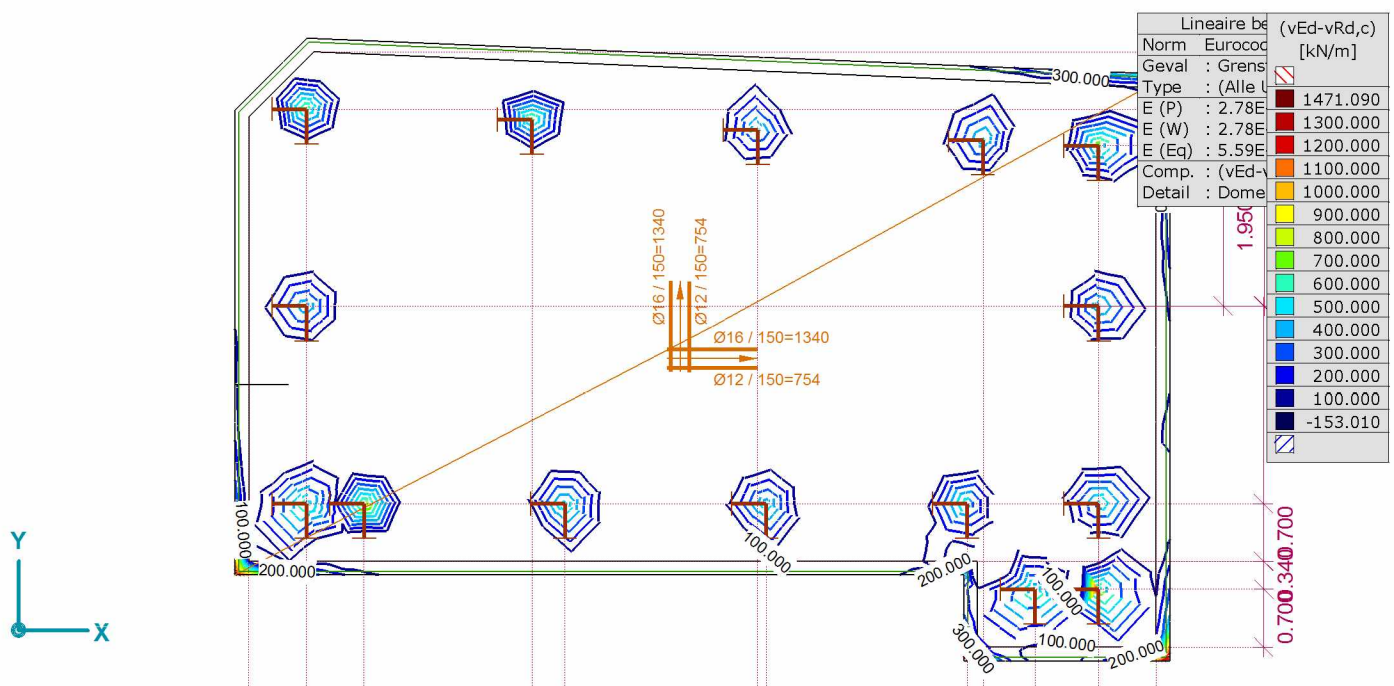 Lineaire be
Norm Eurocod
Geval : Grens
Type : (Alle U
E (P) : 2.78E
E (W) : 2.78E
E (Eq) : 5.59E
Comp. : (vEd-v
Detail : Dome
(vEd-vRd,c)
[kN/m]
1471.090
1300.000
1200.000
1100.000
1000.000
900.000
800.000
700.000
600.000
500.000
400.000
300.000
200.000
100.000
-153.010
300.000
1.950
Ø16 / 150=1340
Ø12 / 150=754
Ø16 / 150=1340
Ø12 / 150=754
100.000
200.000
100.000
200.000
100.000
300.000
100.000
200.000
0.700
0.340
0.700
Y
X